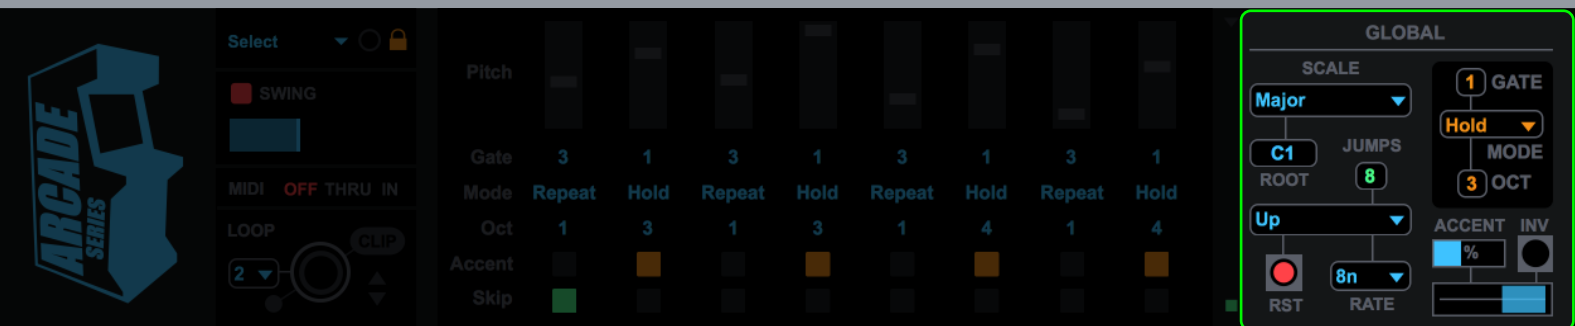 ARCADE
SERIES
Select
SWING
MIDI OFF THRU IN
LOOP
CLIP
2
Pitch
Gate 3 1 3 1 3 1 3 1
Mode Repeat Hold Repeat Hold Repeat Hold Repeat Hold
Oct 1 3 1 3 1 4 1 4
Accent
Skip
GLOBAL
SCALE
Major
C1
ROOT
JUMPS
8
Up
RST
8n
RATE
1 GATE
Hold
MODE
3 OCT
ACCENT INV
%